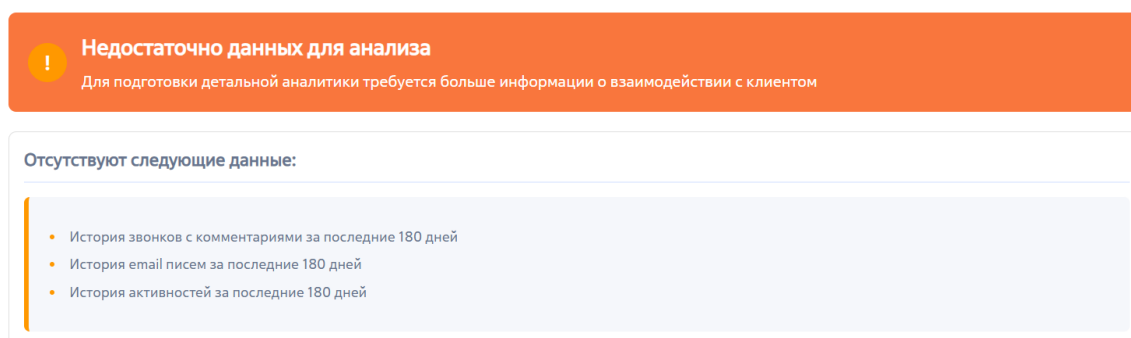 !
Недостаточно данных для анализа
Для подготовки детальной аналитики требуется больше информации о взаимодействии с клиентом
Отсутствуют следующие данные:
• История звонков с комментариями за последние 180 дней
• История email писем за последние 180 дней
• История активностей за последние 180 дней